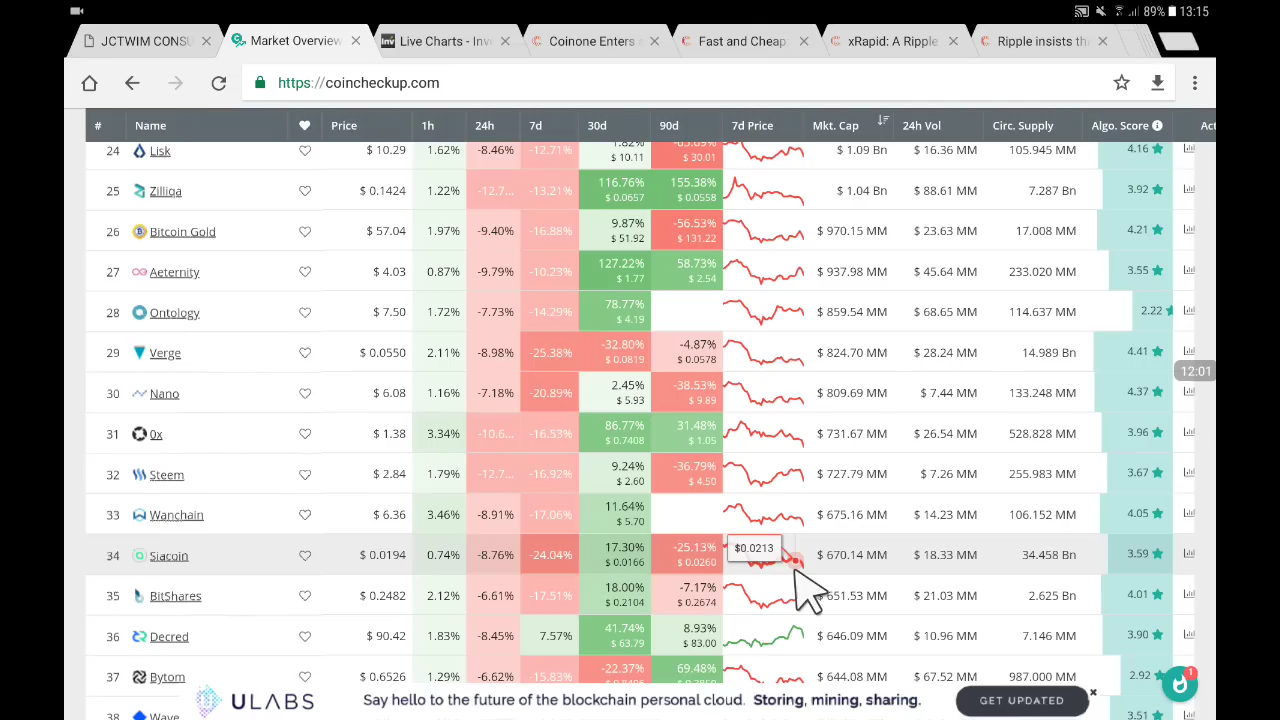 89% 13:15
JCTWIM CONSU Market Overview Live Charts - Inve Coinone Enters a Fast and Cheap: xRapid: A Ripple Ripple insists th
https://coincheckup.com
# Name Price 1h 24h 7d 30d 90d 7d Price Mkt. Cap 24h Vol Circ. Supply Algo. Score Act
24 Lisk $ 10.29 1.62% -8.46% -12.71% 1.82% $ 10.11 $ 30.01 $ 1.09 Bn $ 16.36 MM 105.945 MM 4.16
25 Zilliqa $ 0.1424 1.22% -12.7... -13.21% 116.76% $ 0.0657 155.38% $ 0.0558 $ 1.04 Bn $ 88.61 MM 7.287 Bn 3.92
26 Bitcoin Gold $ 57.04 1.97% -9.40% -16.88% 9.87% $ 51.92 -56.53% $ 131.22 $ 970.15 MM $ 23.63 MM 17.008 MM 4.21
27 Aeternity $ 4.03 0.87% -9.79% -10.23% 127.22% $ 1.77 58.73% $ 2.54 $ 937.98 MM $ 45.64 MM 233.020 MM 3.55
28 Ontology $ 7.50 1.72% -7.73% -14.29% 78.77% $ 4.19 $ 859.54 MM $ 68.65 MM 114.637 MM 2.22
29 Verge $ 0.0550 2.11% -8.98% -25.38% -32.80% $ 0.0819 -4.87% $ 0.0578 $ 824.70 MM $ 28.24 MM 14.989 Bn 4.41
12:01
30 Nano $ 6.08 1.16% -7.18% -20.89% 2.45% $ 5.93 -38.53% $ 9.89 $ 809.69 MM $ 7.44 MM 133.248 MM 4.37
31 0x $ 1.38 3.34% -10.6... -16.53% 86.77% $ 0.7408 31.48% $ 1.05 $ 731.67 MM $ 26.54 MM 528.828 MM 3.96
32 Steem $ 2.84 1.79% -12.7... -16.92% 9.24% $ 2.60 -36.79% $ 4.50 $ 727.79 MM $ 7.26 MM 255.983 MM 3.67
33 Wanchain $ 6.36 3.46% -8.91% -17.06% 11.64% $ 5.70 $ 675.16 MM $ 14.23 MM 106.152 MM 4.05
34 Siacoin $ 0.0194 0.74% -8.76% -24.04% 17.30% $ 0.0166 -25.13% $ 0.0260 $0.0213 $ 670.14 MM $ 18.33 MM 34.458 Bn 3.59
35 BitShares $ 0.2482 2.12% -6.61% -17.51% 18.00% $ 0.2104 -7.17% $ 0.2674 651.53 MM $ 21.03 MM 2.625 Bn 4.01
36 Decred $ 90.42 1.83% -8.45% 7.57% 41.74% $ 63.79 8.93% $ 83.00 $ 646.09 MM $ 10.96 MM 7.146 MM 3.90
37 Bytom $ 0.6526 1.29% -6.62% -15.83% -22.37% 69.48% $ 644.08 MM $ 67.52 MM 987.000 MM 2.92
1
ULABS Say hello to the future of the blockchain personal cloud. Storing, mining, sharing. GET UPDATED
38 Wave 3.51